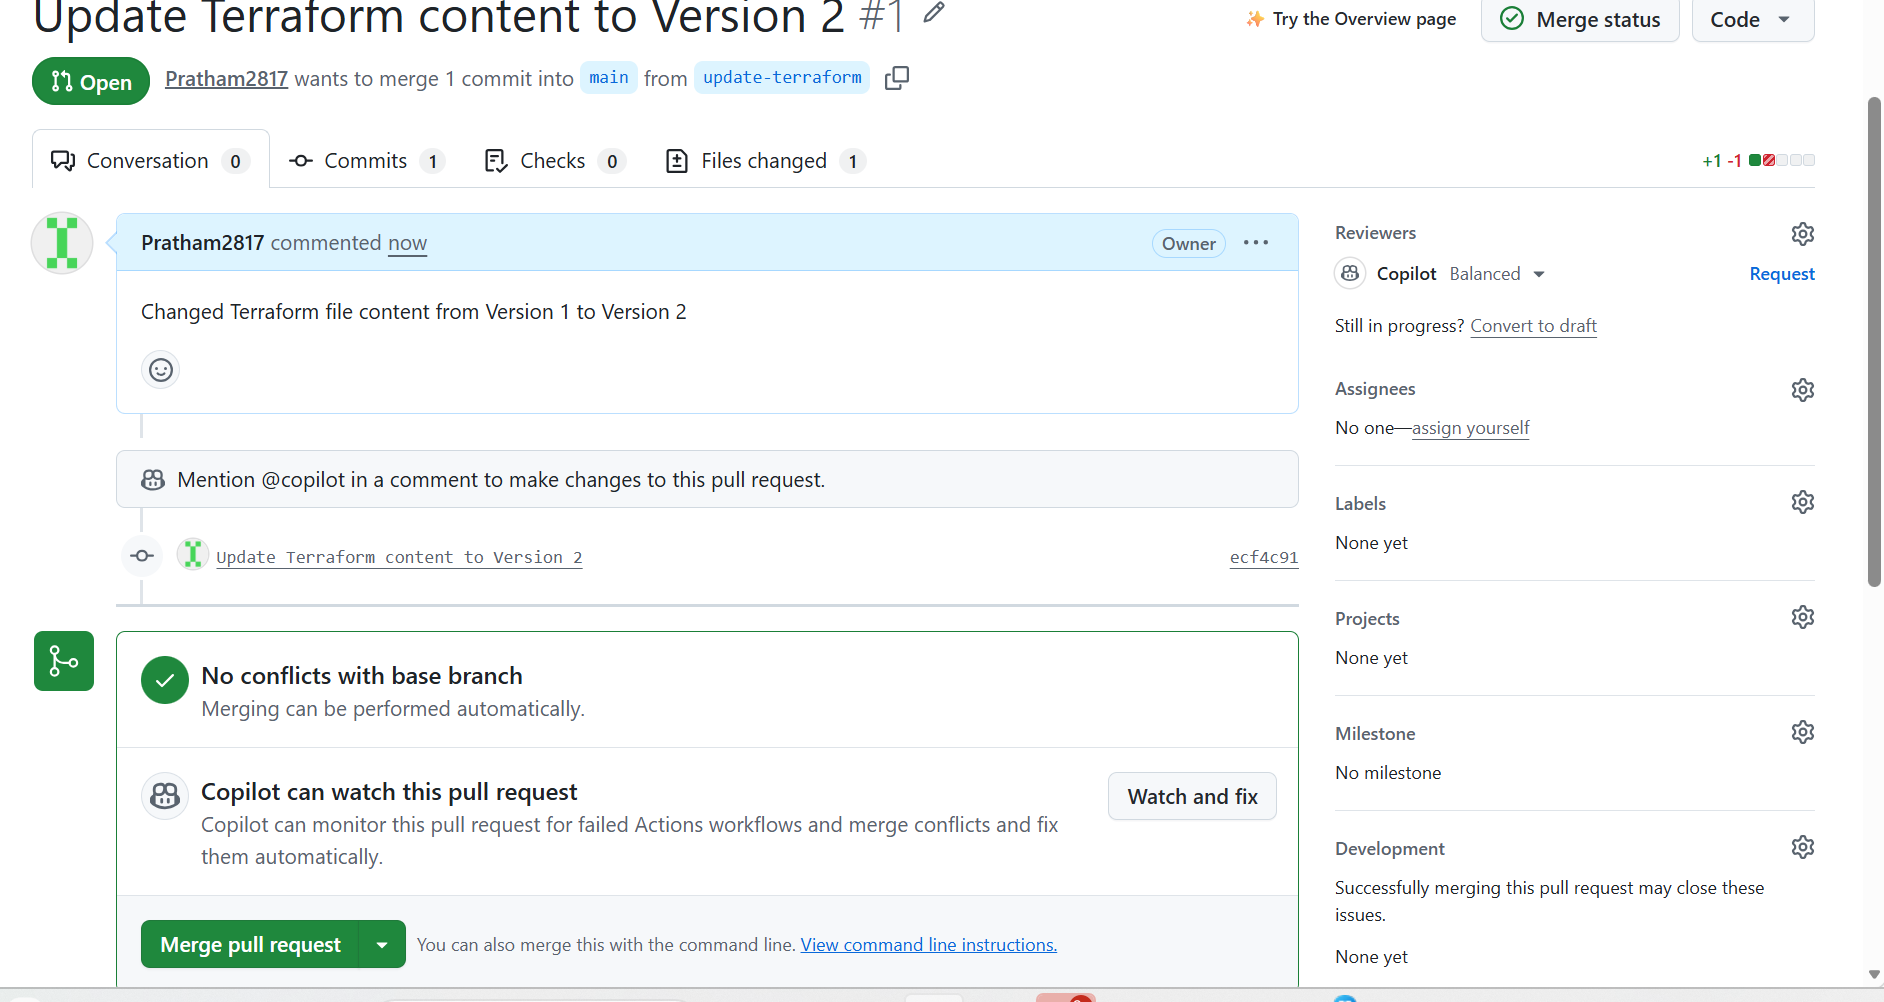 Update Terraform content to Version 2 #1
Try the Overview page
Merge status
Code
Open
Pratham2817 wants to merge 1 commit into main from update-terraform
Conversation 0
Commits 1
Checks 0
Files changed 1
+1 -1
Pratham2817 commented now
Owner
Changed Terraform file content from Version 1 to Version 2
Mention @copilot in a comment to make changes to this pull request.
Update Terraform content to Version 2
ecf4c91
No conflicts with base branch
Merging can be performed automatically.
Copilot can watch this pull request
Copilot can monitor this pull request for failed Actions workflows and merge conflicts and fix
them automatically.
Watch and fix
Merge pull request
You can also merge this with the command line. View command line instructions.
Reviewers
Copilot Balanced
Request
Still in progress? Convert to draft
Assignees
No one—assign yourself
Labels
None yet
Projects
None yet
Milestone
No milestone
Development
Successfully merging this pull request may close these
issues.
None yet